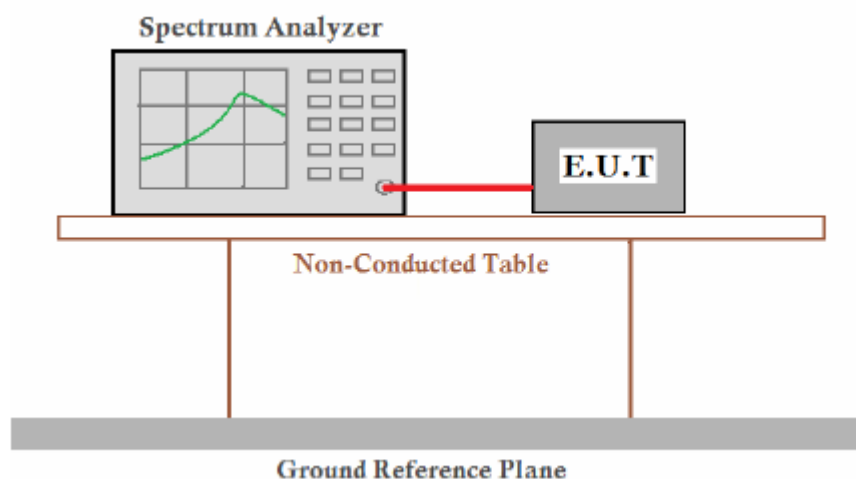 Spectrum Analyzer
E.U.T
Non-Conducted Table
Ground Reference Plane